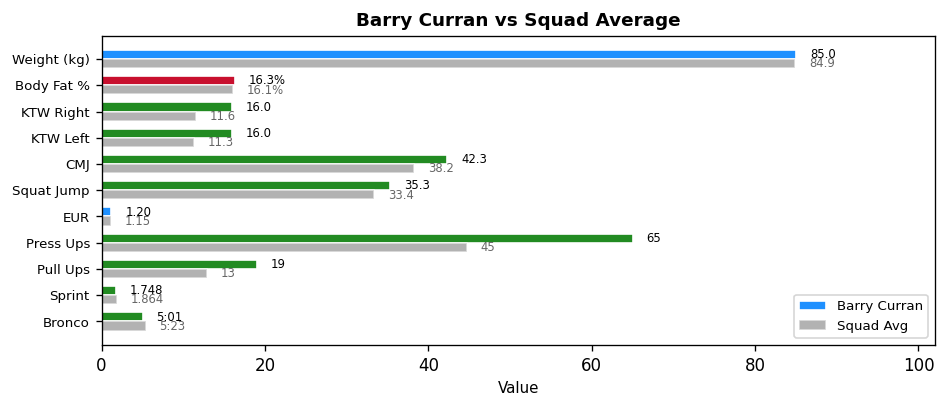 Barry Curran vs Squad Average
Weight (kg) 85.0
84.9
Body Fat % 16.3%
16.1%
KTW Right 16.0
11.6
KTW Left 16.0
11.3
CMJ 42.3
38.2
Squat Jump 35.3
33.4
EUR 1.20
1.15
Press Ups 65
45
Pull Ups 19
13
Sprint 1.748
1.864
Bronco 5:01
5:23
Barry Curran
Squad Avg
0 20 40 60 80 100
Value